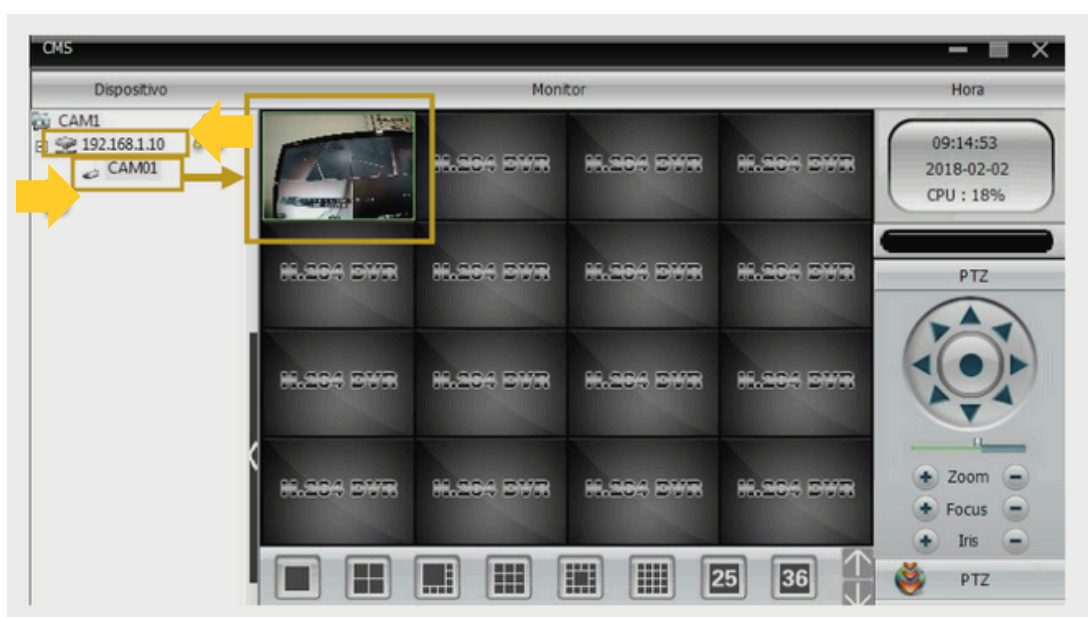 CMS
Dispositivo Monitor Hora
CAM1
192.168.1.10
CAM01
H.264 DVR H.264 DVR H.264 DVR
H.264 DVR H.264 DVR H.264 DVR H.264 DVR
H.264 DVR H.264 DVR H.264 DVR H.264 DVR
H.264 DVR H.264 DVR H.264 DVR H.264 DVR
09:14:53
2018-02-02
CPU : 18%
PTZ
Zoom
Focus
Iris
25 36
PTZ